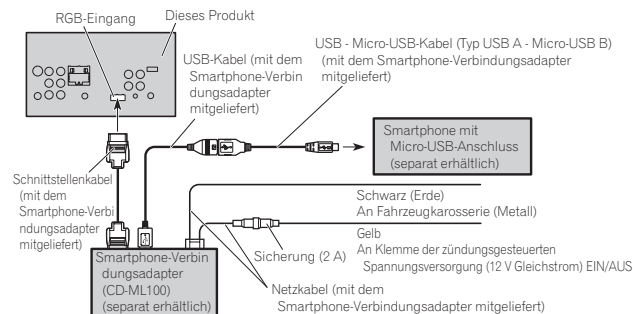 RGB-Eingang
Dieses Produkt
USB-Kabel (mit dem
Smartphone-Verbin
dungsadapter
mitgeliefert)
USB - Micro-USB-Kabel (Typ USB A - Micro-USB B)
(mit dem Smartphone-Verbindungsadapter
mitgeliefert)
Smartphone mit
Micro-USB-Anschluss
(separat erhältlich)
Schnittstellenkabel
(mit dem
Smartphone-Verbi
ndungsadapter
mitgeliefert)
Schwarz (Erde)
An Fahrzeugkarosserie (Metall)
Gelb
An Klemme der zündungsgesteuerten
Spannungsversorgung (12 V Gleichstrom) EIN/AUS
Sicherung (2 A)
Smartphone-Verbin
dungsadapter
(CD-ML100)
(separat erhältlich)
Netzkabel (mit dem
Smartphone-Verbindungsadapter mitgeliefert)